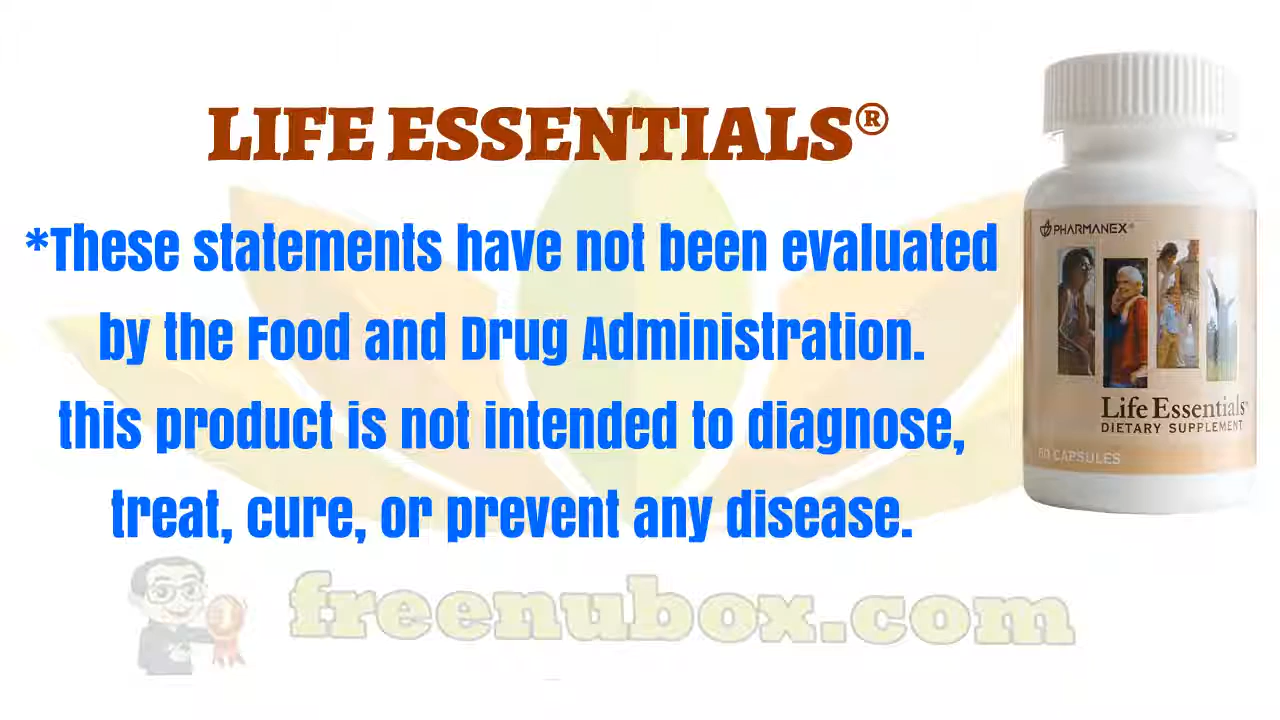 LIFE ESSENTIALS®
*These statements have not been evaluated
by the Food and Drug Administration.
this product is not intended to diagnose,
treat, cure, or prevent any disease.
PHARMANEX®
Life Essentials™
DIETARY SUPPLEMENT
60 CAPSULES
freenubox.com